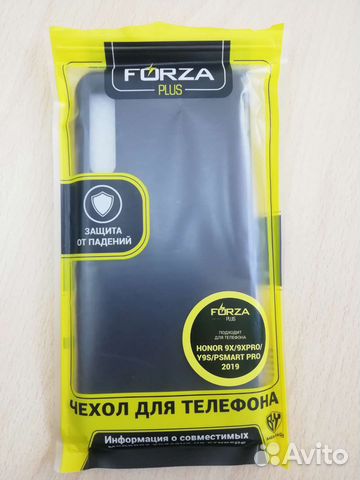 FORZA
PLUS
ЗАЩИТА
ОТ ПАДЕНИЙ
FORZA
PLUS
ПОДХОДИТ
ДЛЯ ТЕЛЕФОНА
HONOR 9X/9XPRO/
Y9S/PSMART PRO
2019
ЧЕХОЛ ДЛЯ ТЕЛЕФОНА
Информация о совместимых
Avito